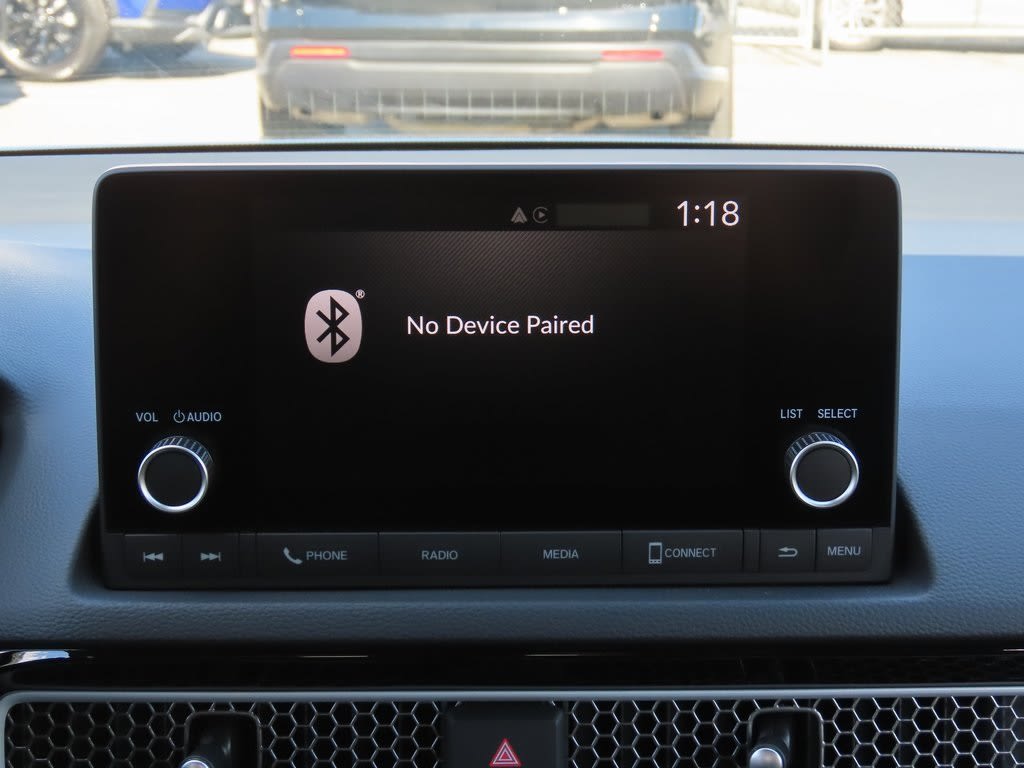 1:18
®
No Device Paired
VOL AUDIO
LIST SELECT
PHONE RADIO MEDIA CONNECT MENU